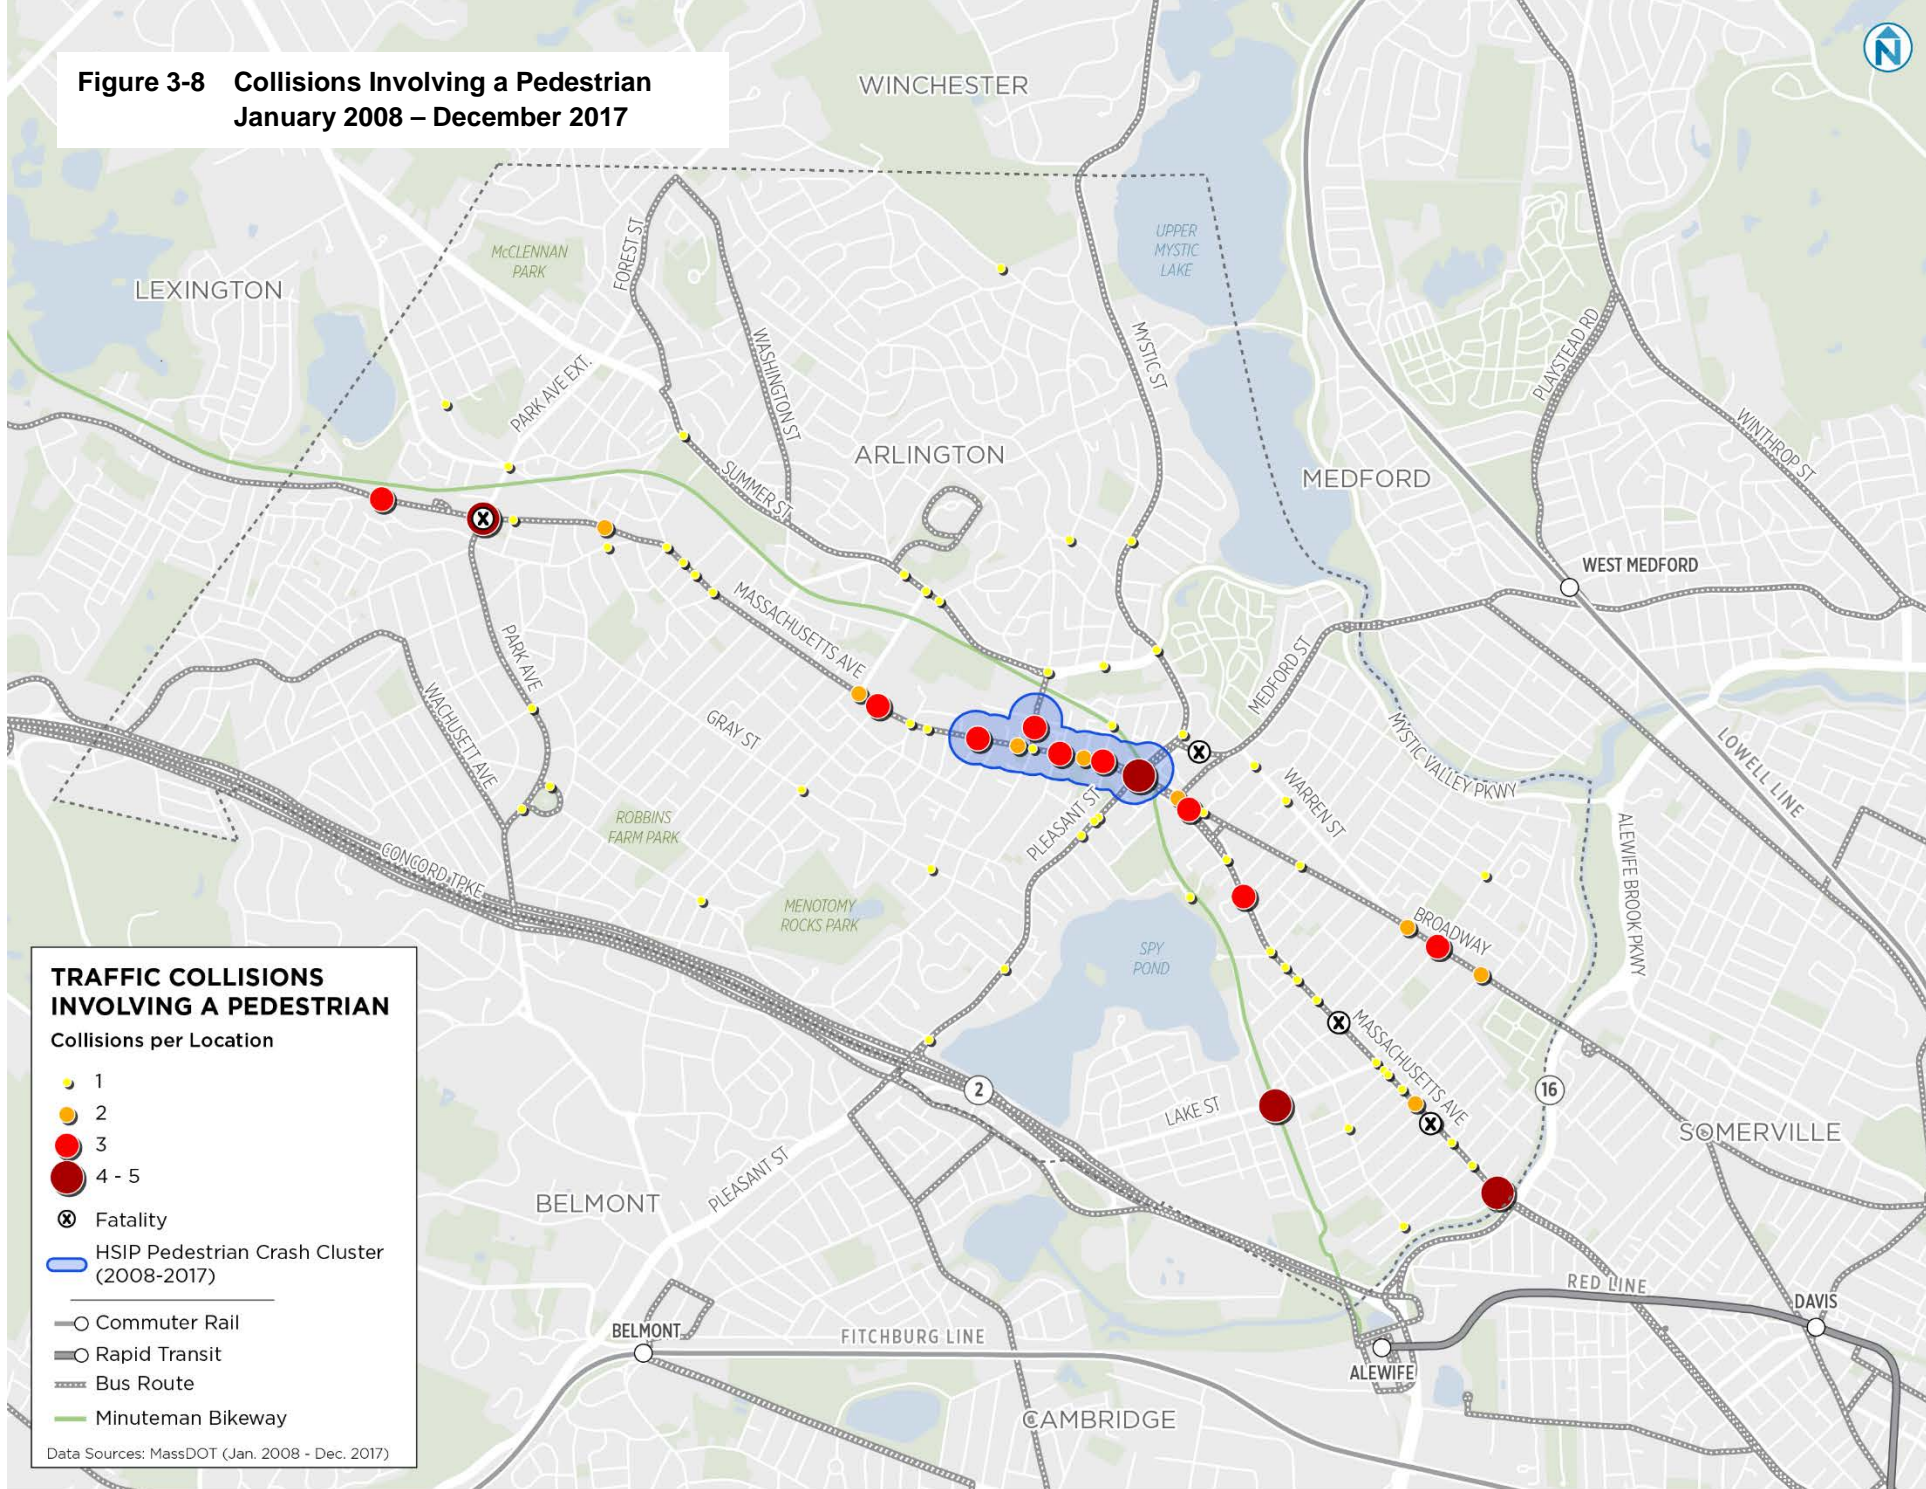 Figure 3-8 Collisions Involving a Pedestrian
January 2008 – December 2017
N
WINCHESTER
UPPER
MYSTIC
LAKE
McCLENNAN
PARK
FOREST ST
LEXINGTON
WASHINGTON ST
MYSTIC ST
PLAYSTEAD RD
PARK AVE EXT.
WINTHROP ST
ARLINGTON
MEDFORD
SUMMER ST
WEST MEDFORD
MASSACHUSETTS AVE
PARK AVE
MEDFORD ST
WACHUSETT AVE
GRAY ST
MYSTIC VALLEY PKWY
LOWELL LINE
WARREN ST
PLEASANT ST
ROBBINS
FARM PARK
ALEWIFE BROOK PKWY
CONCORD TPKE
MENOTOMY
ROCKS PARK
BROADWAY
SPY
POND
MASSACHUSETTS AVE
2
16
LAKE ST
SOMERVILLE
BELMONT
PLEASANT ST
RED LINE
DAVIS
BELMONT
FITCHBURG LINE
ALEWIFE
CAMBRIDGE
TRAFFIC COLLISIONS
INVOLVING A PEDESTRIAN
Collisions per Location
1
2
3
4 - 5
Fatality
HSIP Pedestrian Crash Cluster
(2008-2017)
Commuter Rail
Rapid Transit
Bus Route
Minuteman Bikeway
Data Sources: MassDOT (Jan. 2008 - Dec. 2017)